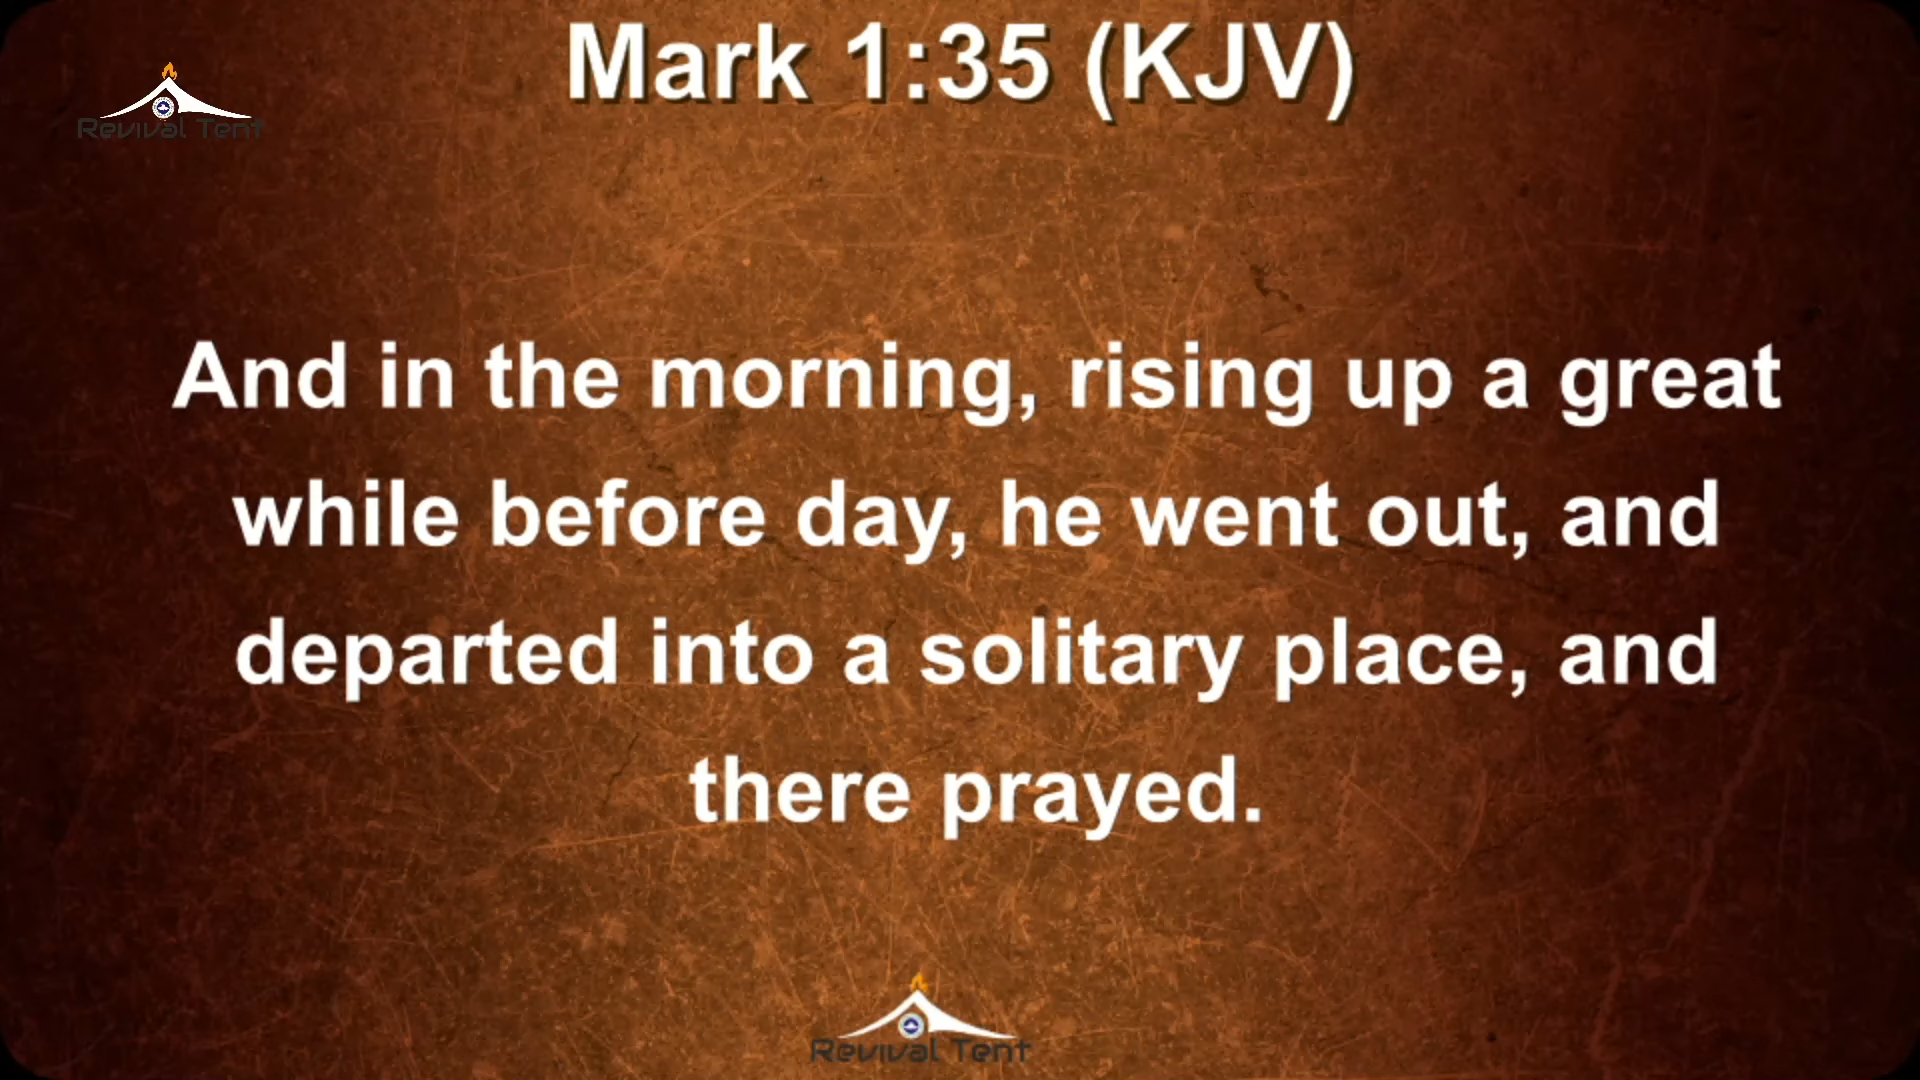 Mark 1:35 (KJV)
Revival Tent
And in the morning, rising up a great
while before day, he went out, and
departed into a solitary place, and
there prayed.
Revival Tent